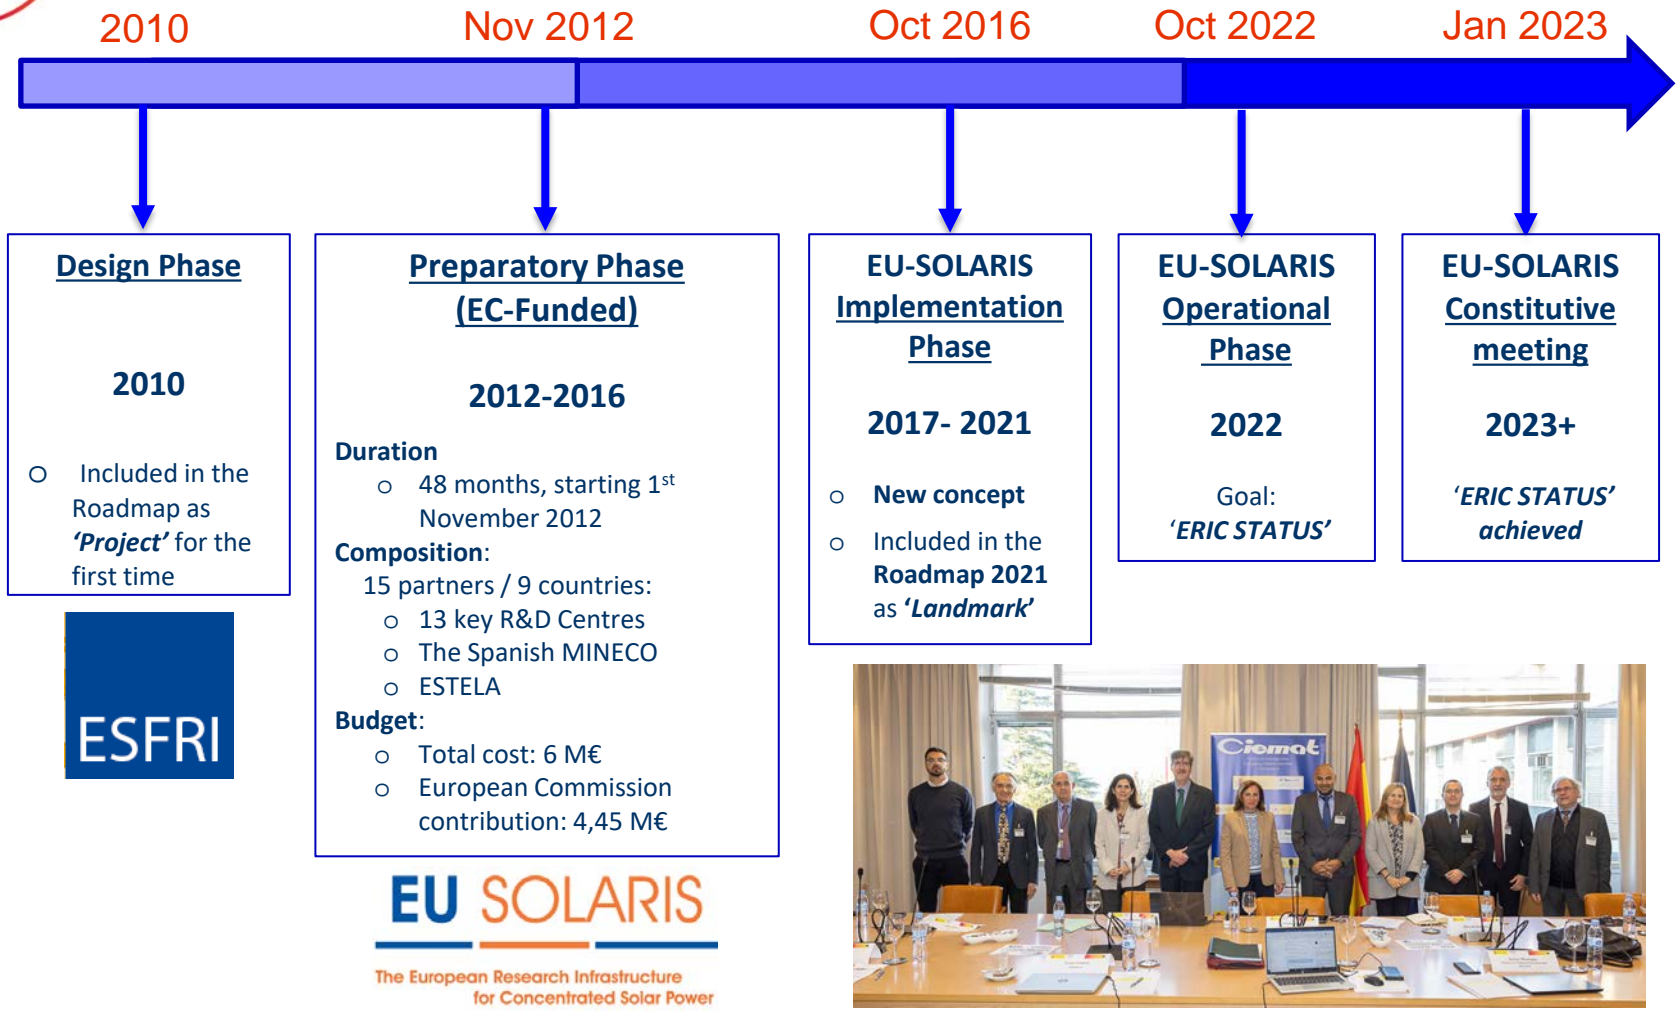 2010
Nov 2012
Oct 2016
Oct 2022
Jan 2023
Design Phase
2010
o Included in the
Roadmap as
‘Project’ for the
first time
ESFRI
Preparatory Phase
(EC-Funded)
2012-2016
Duration
o 48 months, starting 1st
November 2012
Composition:
15 partners / 9 countries:
o 13 key R&D Centres
o The Spanish MINECO
o ESTELA
Budget:
o Total cost: 6 M€
o European Commission
contribution: 4,45 M€
EU SOLARIS
The European Research Infrastructure
for Concentrated Solar Power
EU-SOLARIS
Implementation
Phase
2017- 2021
o New concept
o Included in the
Roadmap 2021
as ‘Landmark’
EU-SOLARIS
Operational
Phase
2022
Goal:
‘ERIC STATUS’
EU-SOLARIS
Constitutive
meeting
2023+
‘ERIC STATUS’
achieved
Ciemat